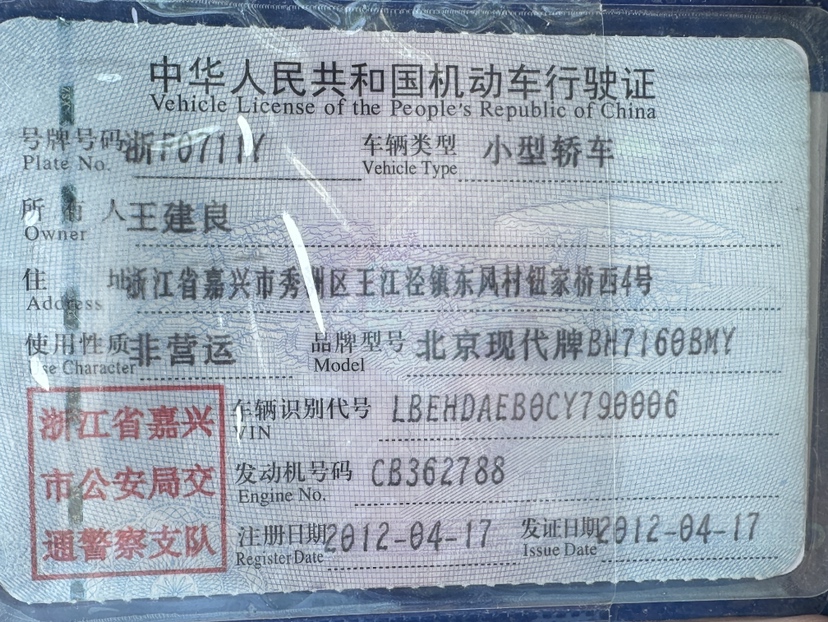 中华人民共和国机动车行驶证
Vehicle License of the People's Republic of China
号牌号码 浙F0711Y 车辆类型 小型轿车
Plate No. Vehicle Type
所有人 王建良
Owner
住址 浙江省嘉兴市秀洲区王江泾镇东风村钮家桥西4号
Address
使用性质 非营运 品牌型号 北京现代牌BH7160BMY
Use Character Model
浙江省嘉兴
市公安局交
通警察支队
车辆识别代号 LBEHDAEB0CY790006
VIN
发动机号码 CB362788
Engine No.
注册日期 2012-04-17 发证日期 2012-04-17
Register Date Issue Date